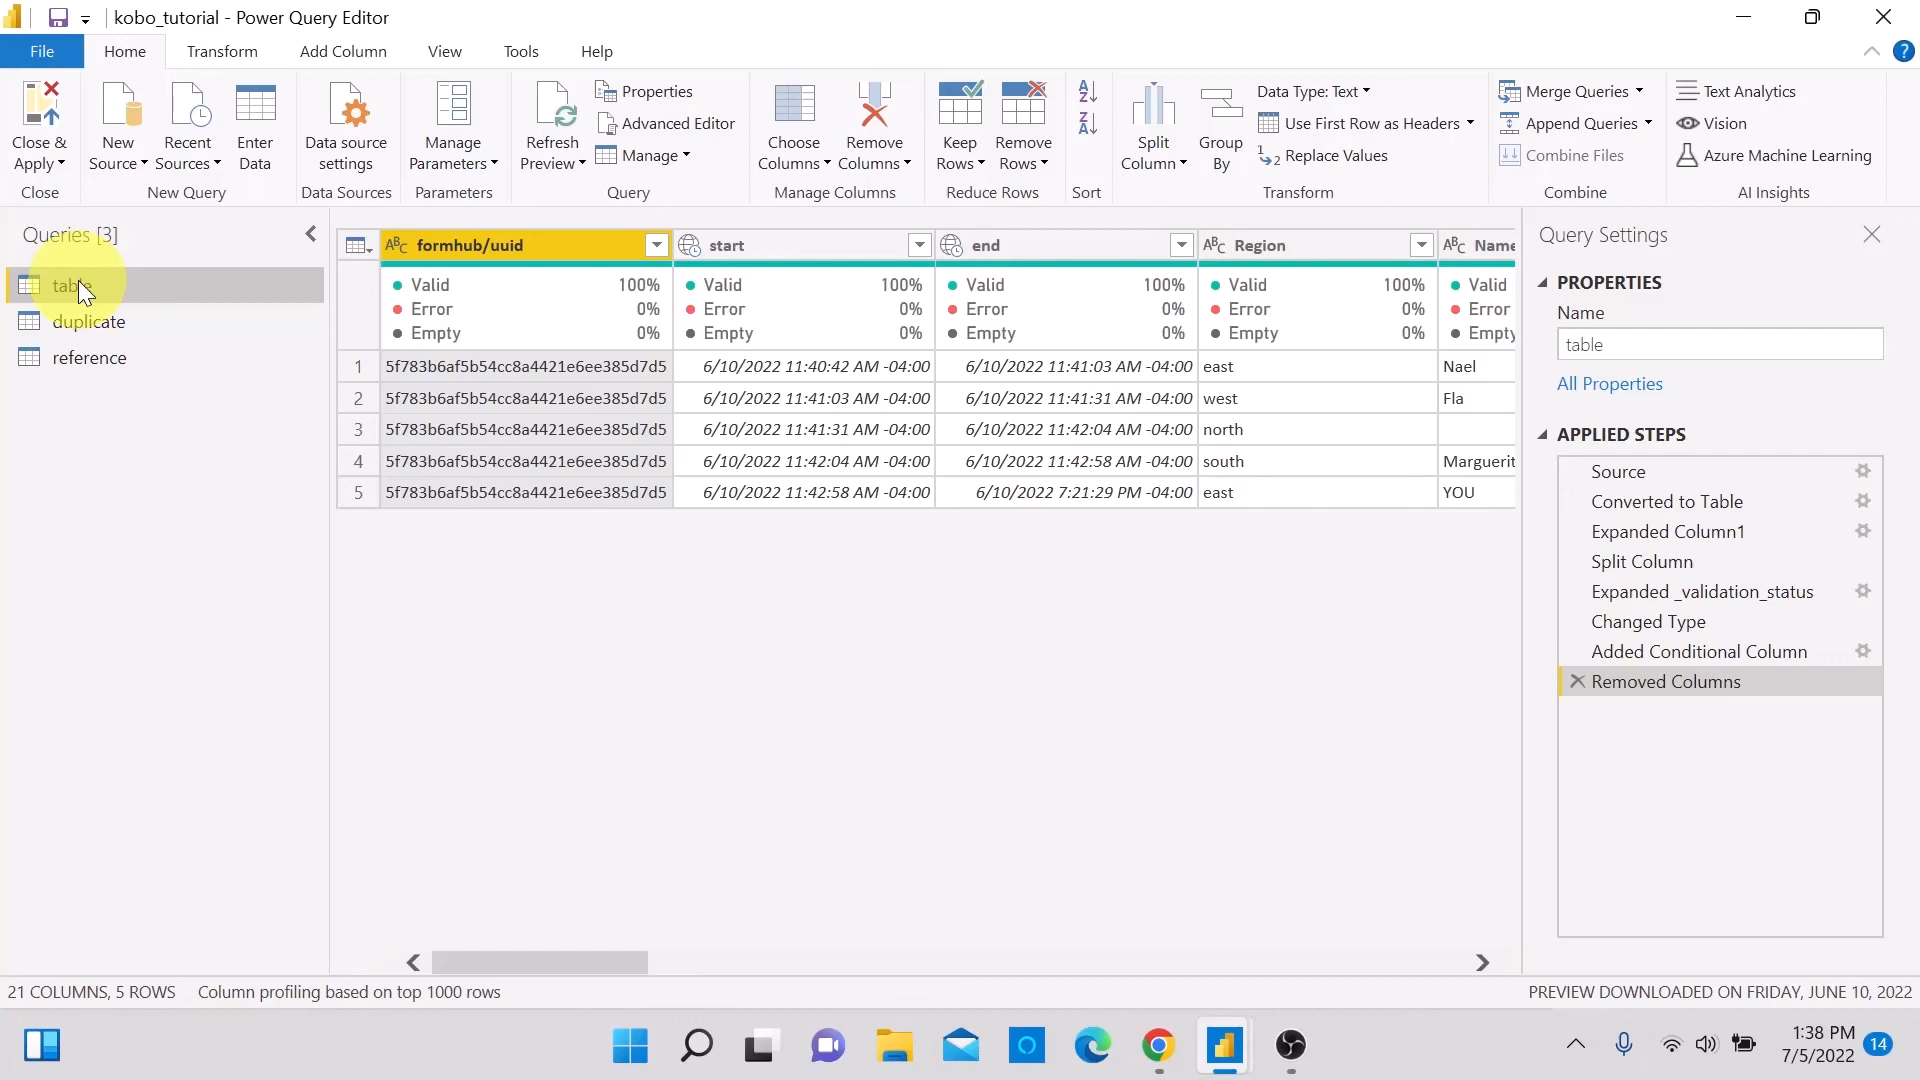 kobo_tutorial - Power Query Editor
File Home Transform Add Column View Tools Help
Close & Apply
New Source
Recent Sources
Enter Data
Data source settings
Manage Parameters
Refresh Preview
Properties
Advanced Editor
Manage
Choose Columns
Remove Columns
Keep Rows
Remove Rows
Split Column
Group By
Data Type: Text
Use First Row as Headers
Replace Values
Merge Queries
Append Queries
Combine Files
Text Analytics
Vision
Azure Machine Learning
Close New Query Data Sources Parameters Query Manage Columns Reduce Rows Sort Transform Combine AI Insights
Queries [3]
table
duplicate
reference
formhub/uuid start end Region Name
Valid 100% Valid 100% Valid 100% Valid 100% Valid
Error 0% Error 0% Error 0% Error 0% Error
Empty 0% Empty 0% Empty 0% Empty 0% Empty
1 5f783b6af5b54cc8a4421e6ee385d7d5 6/10/2022 11:40:42 AM -04:00 6/10/2022 11:41:03 AM -04:00 east Nael
2 5f783b6af5b54cc8a4421e6ee385d7d5 6/10/2022 11:41:03 AM -04:00 6/10/2022 11:41:31 AM -04:00 west Fla
3 5f783b6af5b54cc8a4421e6ee385d7d5 6/10/2022 11:41:31 AM -04:00 6/10/2022 11:42:04 AM -04:00 north
4 5f783b6af5b54cc8a4421e6ee385d7d5 6/10/2022 11:42:04 AM -04:00 6/10/2022 11:42:58 AM -04:00 south Marguerit
5 5f783b6af5b54cc8a4421e6ee385d7d5 6/10/2022 11:42:58 AM -04:00 6/10/2022 7:21:29 PM -04:00 east YOU
Query Settings
PROPERTIES
Name
table
All Properties
APPLIED STEPS
Source
Converted to Table
Expanded Column1
Split Column
Expanded _validation_status
Changed Type
Added Conditional Column
Removed Columns
21 COLUMNS, 5 ROWS Column profiling based on top 1000 rows
PREVIEW DOWNLOADED ON FRIDAY, JUNE 10, 2022
1:38 PM
7/5/2022
14